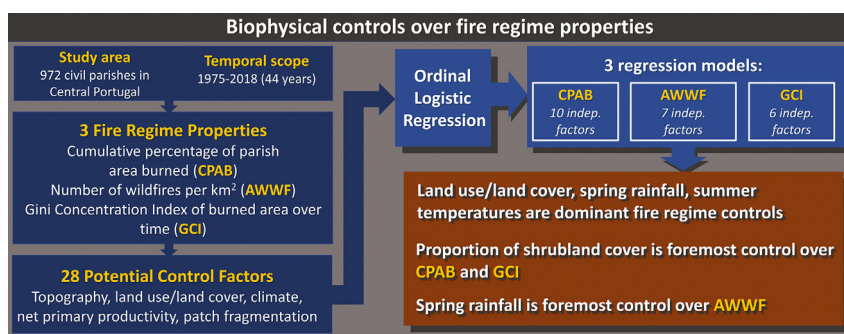 Biophysical controls over fire regime properties
Study area
972 civil parishes in
Central Portugal
Temporal scope
1975-2018 (44 years)
3 Fire Regime Properties
Cumulative percentage of parish
area burned (CPAB)
Number of wildfires per km² (AWWF)
Gini Concentration Index of burned area over
time (GCI)
28 Potential Control Factors
Topography, land use/land cover, climate,
net primary productivity, patch fragmentation
Ordinal
Logistic
Regression
3 regression models:
CPAB
10 indep.
factors
AWWF
7 indep.
factors
GCI
6 indep.
factors
Land use/land cover, spring rainfall, summer
temperatures are dominant fire regime controls
Proportion of shrubland cover is foremost control over
CPAB and GCI
Spring rainfall is foremost control over AWWF